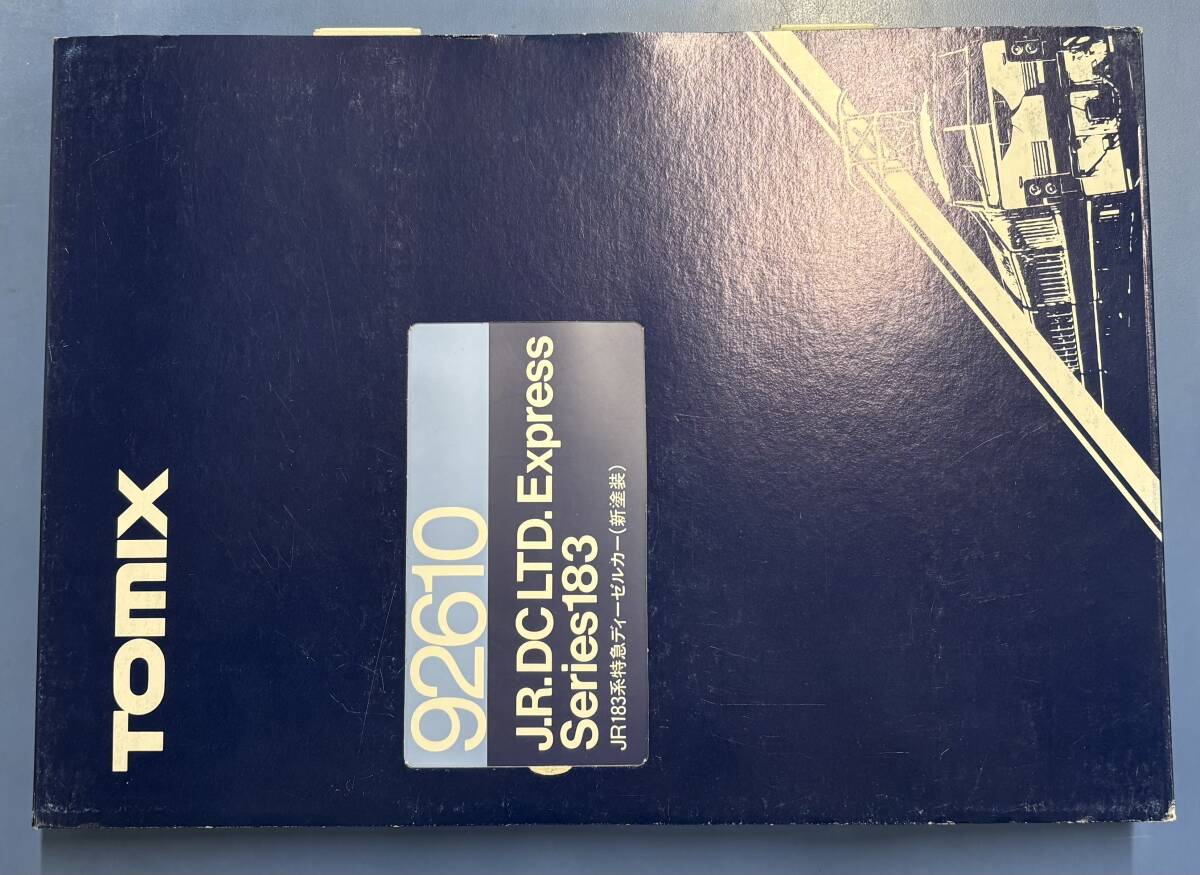 TOMIX
92610
J.R.DC LTD. Express
Series183
JR183系特急ディーゼルカー(新塗装)